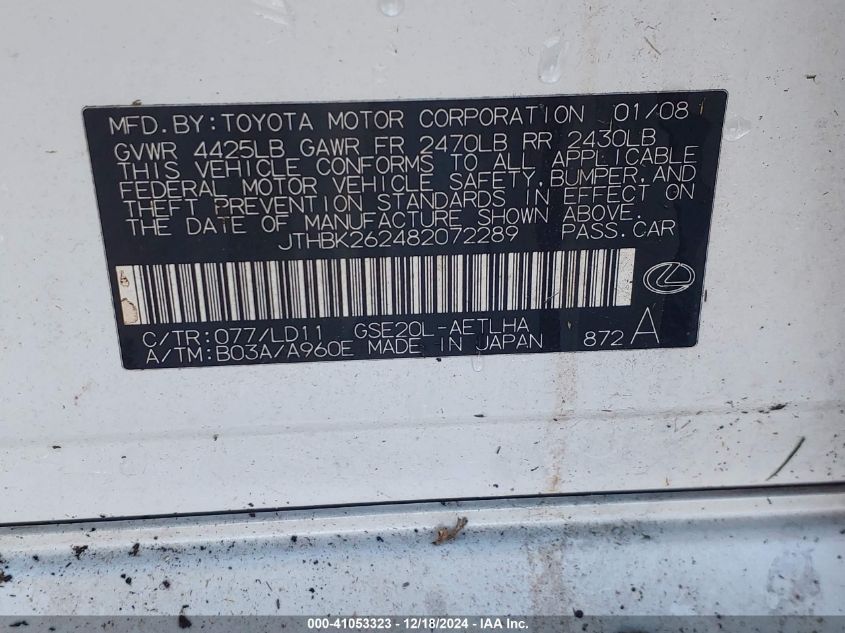 MFD.BY:TOYOTA MOTOR CORPORATION 01/08
GVWR 4425LB GAWR FR 2470LB RR 2430LB
THIS VEHICLE CONFORMS TO ALL APPLICABLE
FEDERAL MOTOR VEHICLE SAFETY, BUMPER, AND
THEFT PREVENTION STANDARDS IN EFFECT ON
THE DATE OF MANUFACTURE SHOWN ABOVE.
JTHBK262482072289 PASS.CAR
C/TR:077/LD11 GSE20L-AETLHA
A/TM:B03A/A960E MADE IN JAPAN 872 A
000-41053323 - 12/18/2024 - IAA Inc.